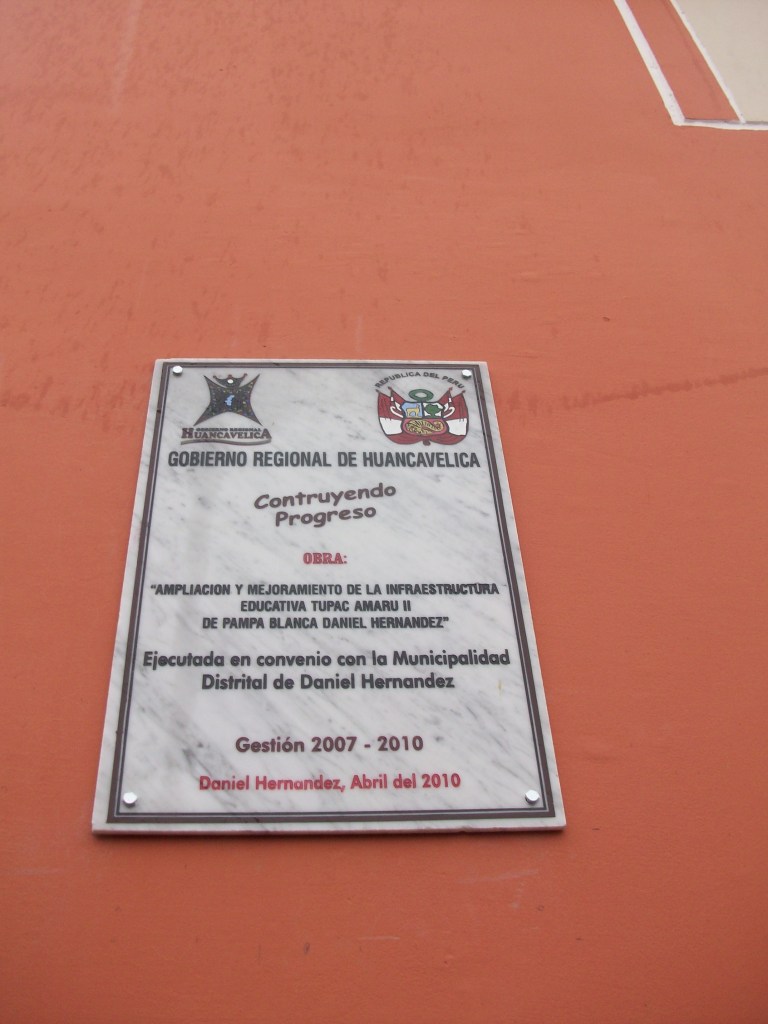 REPUBLICA DEL PERU
GOBIERNO REGIONAL
HUANCAVELICA
GOBIERNO REGIONAL DE HUANCAVELICA
Contruyendo
Progreso
OBRA:
"AMPLIACION Y MEJORAMIENTO DE LA INFRAESTRUCTURA
EDUCATIVA TUPAC AMARU II
DE PAMPA BLANCA DANIEL HERNANDEZ"
Ejecutada en convenio con la Municipalidad
Distrital de Daniel Hernandez
Gestión 2007 - 2010
Daniel Hernandez, Abril del 2010